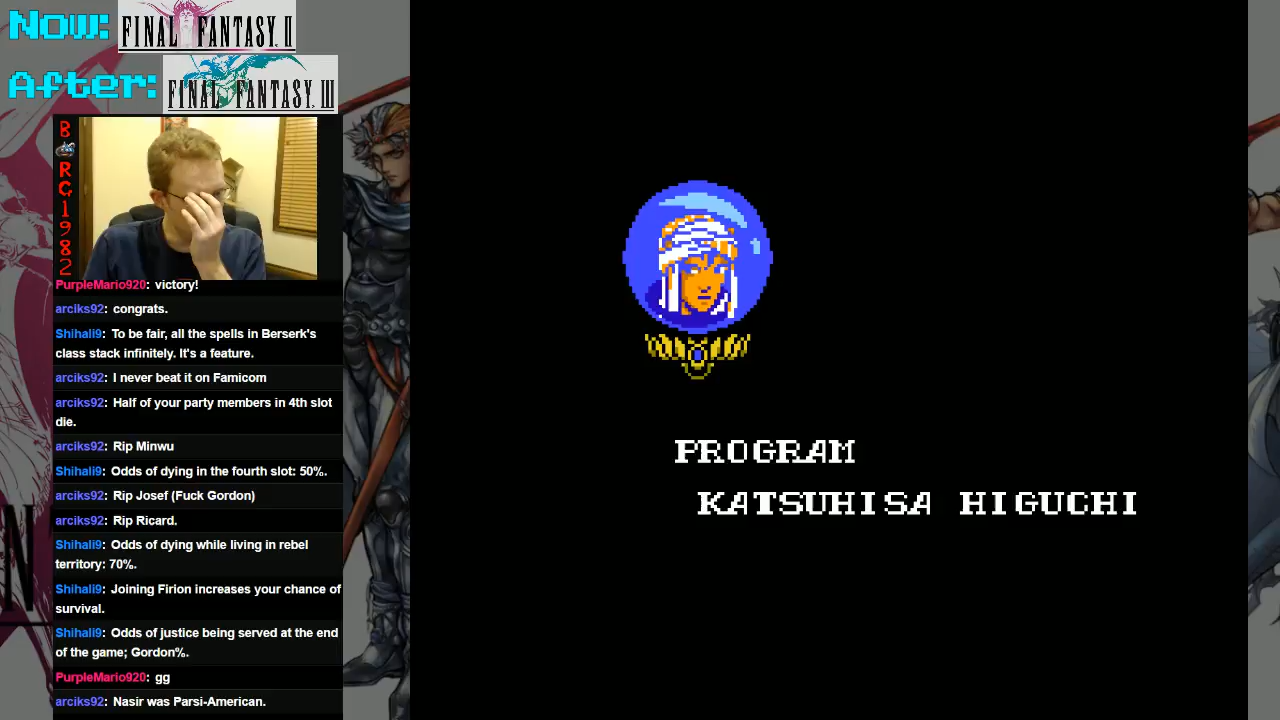 Now:
FINAL FANTASY II
After:
FINAL FANTASY III
BRG1982
PurpleMario920: victory!
arciks92: congrats.
Shihali9: To be fair, all the spells in Berserk's
class stack infinitely. It's a feature.
arciks92: I never beat it on Famicom
arciks92: Half of your party members in 4th slot
die.
arciks92: Rip Minwu
Shihali9: Odds of dying in the fourth slot: 50%.
arciks92: Rip Josef (Fuck Gordon)
arciks92: Rip Ricard.
Shihali9: Odds of dying while living in rebel
territory: 70%.
Shihali9: Joining Firion increases your chance of
survival.
Shihali9: Odds of justice being served at the end
of the game; Gordon%.
PurpleMario920: gg
arciks92: Nasir was Parsi-American.
PROGRAM
KATSUHISA HIGUCHI